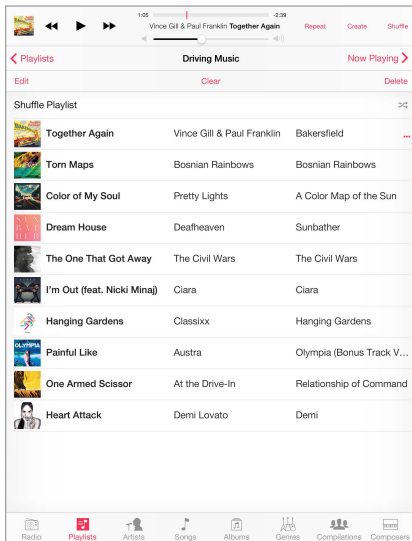 1:05 -2:39
Vince Gill & Paul Franklin Together Again Repeat Create Shuffle
Playlists Driving Music Now Playing
Edit Clear Delete
Shuffle Playlist
Together Again Vince Gill & Paul Franklin Bakersfield ...
Torn Maps Bosnian Rainbows Bosnian Rainbows
Color of My Soul Pretty Lights A Color Map of the Sun
Dream House Deafheaven Sunbather
The One That Got Away The Civil Wars The Civil Wars
I'm Out (feat. Nicki Minaj) Ciara Ciara
Hanging Gardens Classixx Hanging Gardens
OLYMPIA
Painful Like Austra Olympia (Bonus Track V...
One Armed Scissor At the Drive-In Relationship of Command
Heart Attack Demi Lovato Demi
Radio Playlists Artists Songs Albums Genres Compilations Composers